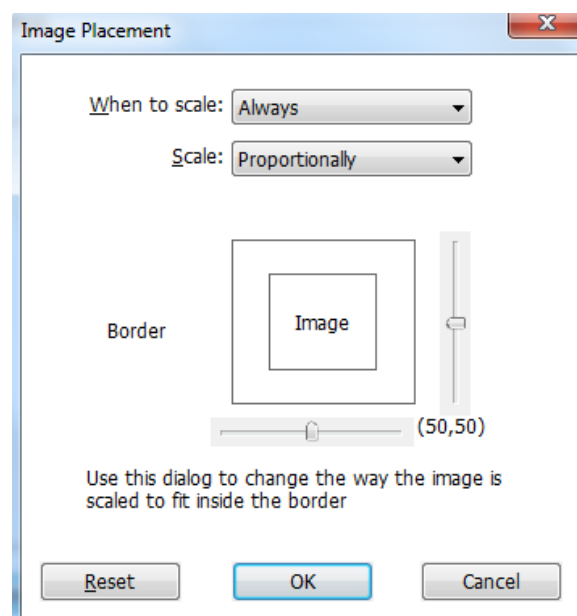 Image Placement
When to scale: Always
Scale: Proportionally
Image
Border
(50,50)
Use this dialog to change the way the image is
scaled to fit inside the border
Reset OK Cancel